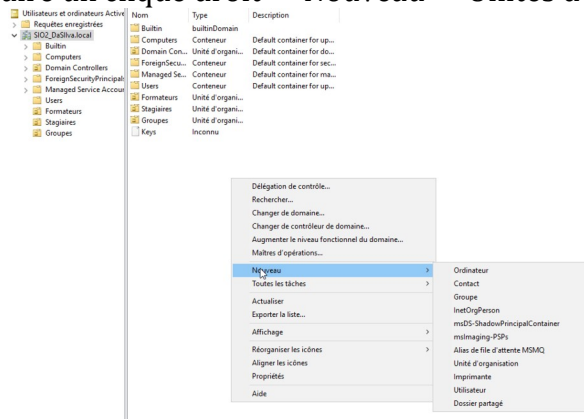 Utilisateurs et ordinateurs Active
Requêtes enregistrées
SIO2_DaSilva.local
Builtin
Computers
Domain Controllers
ForeignSecurityPrincipals
Managed Service Accour
Users
Formateurs
Stagiaires
Groupes
Nom Type Description
Builtin builtinDomain
Computers Conteneur Default container for up...
Domain Con... Unité d'organi... Default container for do...
ForeignSecu... Conteneur Default container for sec...
Managed Se... Conteneur Default container for ma...
Users Conteneur Default container for up...
Formateurs Unité d'organi...
Stagiaires Unité d'organi...
Groupes Unité d'organi...
Keys Inconnu
Délégation de contrôle...
Rechercher...
Changer de domaine...
Changer de contrôleur de domaine...
Augmenter le niveau fonctionnel du domaine...
Maîtres d'opérations...
Nouveau
Toutes les tâches
Actualiser
Exporter la liste...
Affichage
Réorganiser les icônes
Aligner les icônes
Propriétés
Aide
Ordinateur
Contact
Groupe
InetOrgPerson
msDS-ShadowPrincipalContainer
msImaging-PSPs
Alias de file d'attente MSMQ
Unité d'organisation
Imprimante
Utilisateur
Dossier partagé